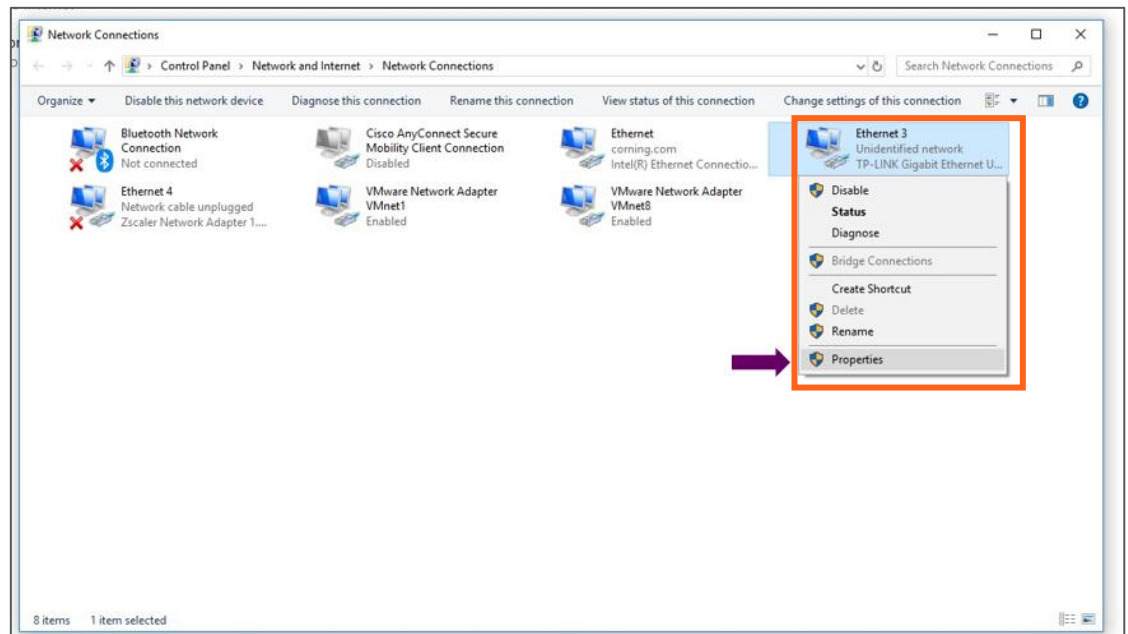 Network Connections
Control Panel > Network and Internet > Network Connections
Search Network Connections
Organize
Disable this network device
Diagnose this connection
Rename this connection
View status of this connection
Change settings of this connection
Bluetooth Network
Connection
Not connected
Cisco AnyConnect Secure
Mobility Client Connection
Disabled
Ethernet
corning.com
Intel(R) Ethernet Connectio...
Ethernet 3
Unidentified network
TP-LINK Gigabit Ethernet U...
Ethernet 4
Network cable unplugged
Zscaler Network Adapter 1....
VMware Network Adapter
VMnet1
Enabled
VMware Network Adapter
VMnet8
Enabled
Disable
Status
Diagnose
Bridge Connections
Create Shortcut
Delete
Rename
Properties
8 items
1 item selected